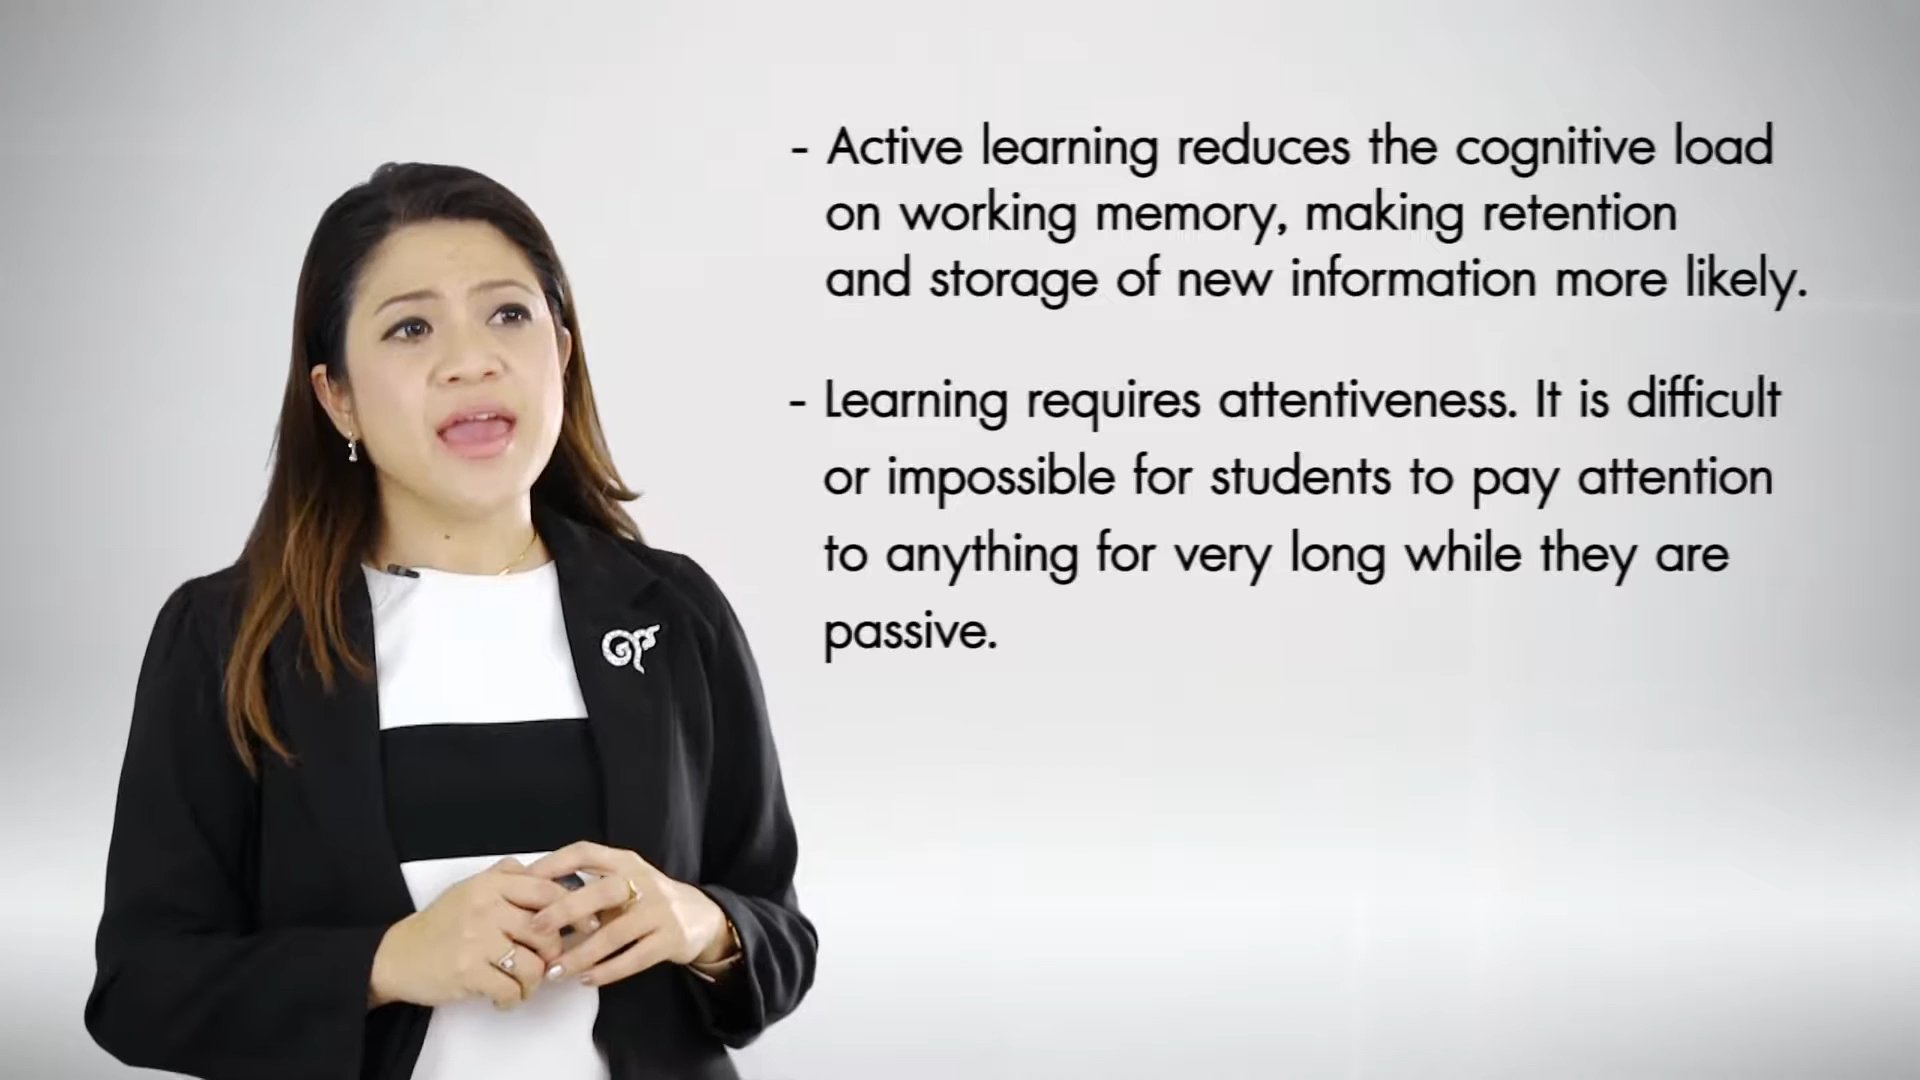 - Active learning reduces the cognitive load
on working memory, making retention
and storage of new information more likely.
- Learning requires attentiveness. It is difficult
or impossible for students to pay attention
to anything for very long while they are
passive.